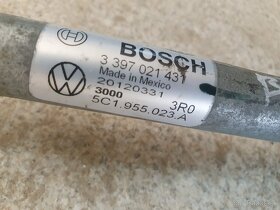 BOSCH
3 397 021 431
Made in Mexico
20120331
3000 3R0
5C1.955.023.A